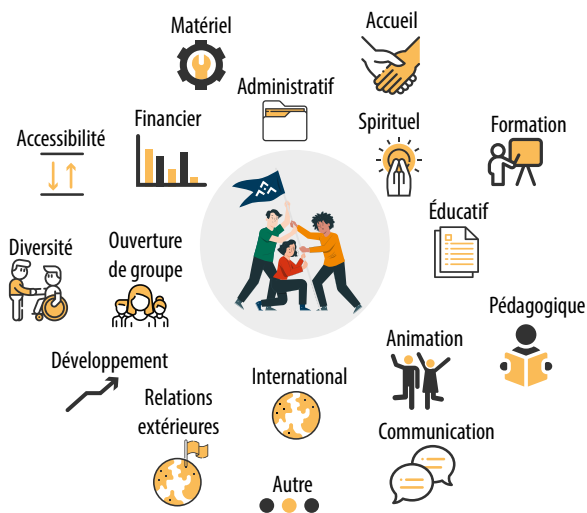 Matériel
Accueil
Administratif
Financier
Spirituel
Formation
Accessibilité
Éducatif
Diversité
Ouverture
de groupe
Pédagogique
Animation
Développement
International
Relations
extérieures
Communication
Autre